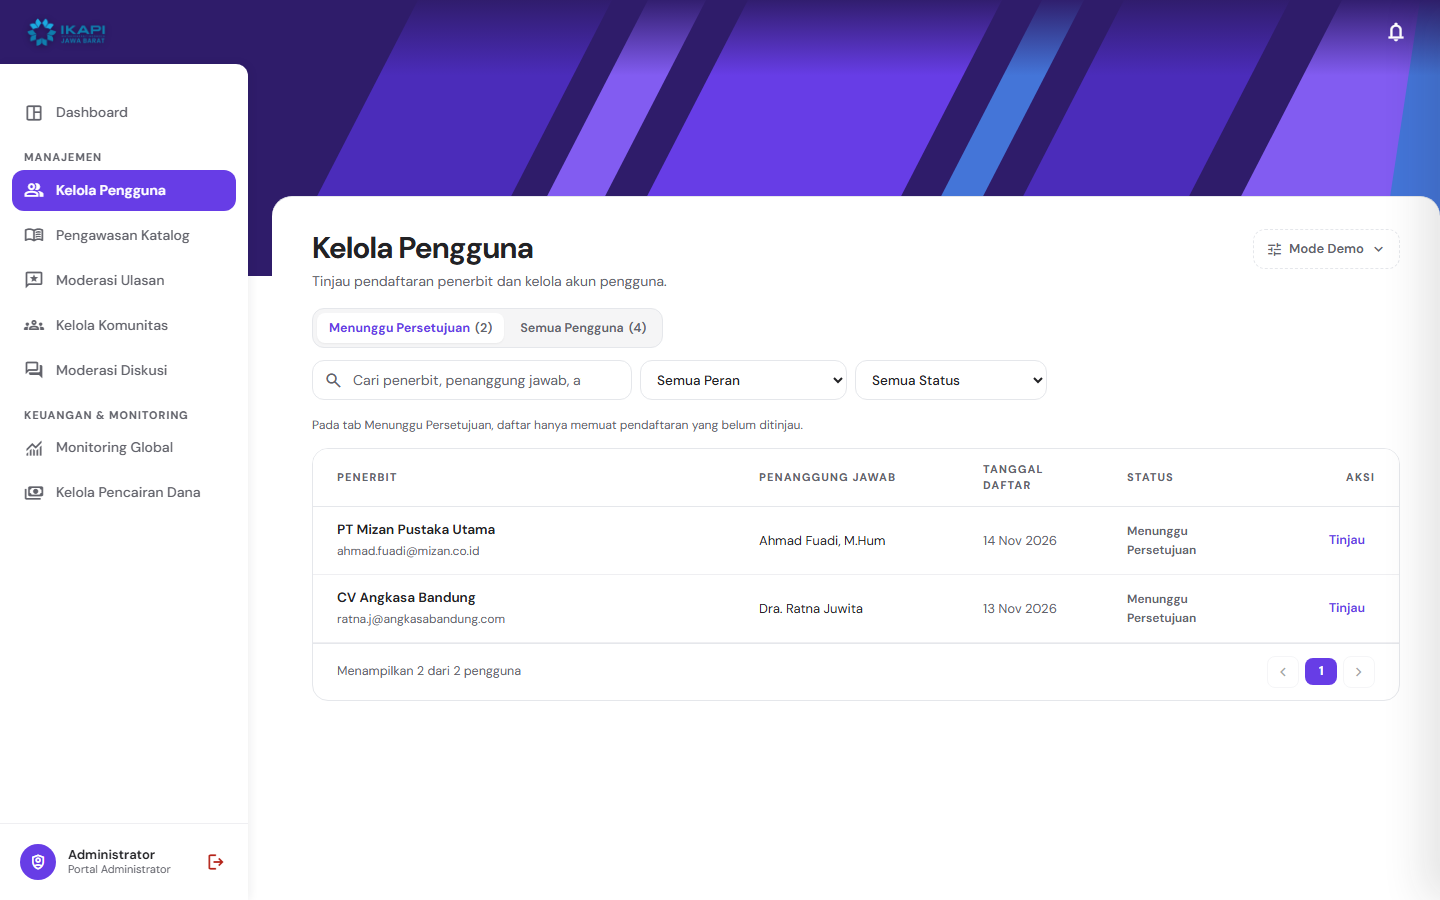 IKAPI
JAWA BARAT
Dashboard
MANAJEMEN
Kelola Pengguna
Pengawasan Katalog
Moderasi Ulasan
Kelola Komunitas
Moderasi Diskusi
KEUANGAN & MONITORING
Monitoring Global
Kelola Pencairan Dana
Administrator
Portal Administrator
Kelola Pengguna
Tinjau pendaftaran penerbit dan kelola akun pengguna.
Mode Demo
Menunggu Persetujuan (2) Semua Pengguna (4)
Cari penerbit, penanggung jawab, a Semua Peran Semua Status
Pada tab Menunggu Persetujuan, daftar hanya memuat pendaftaran yang belum ditinjau.
PENERBIT PENANGGUNG JAWAB TANGGAL DAFTAR STATUS AKSI
PT Mizan Pustaka Utama
ahmad.fuadi@mizan.co.id
Ahmad Fuadi, M.Hum
14 Nov 2026
Menunggu
Persetujuan
Tinjau
CV Angkasa Bandung
ratna.j@angkasabandung.com
Dra. Ratna Juwita
13 Nov 2026
Menunggu
Persetujuan
Tinjau
Menampilkan 2 dari 2 pengguna
1